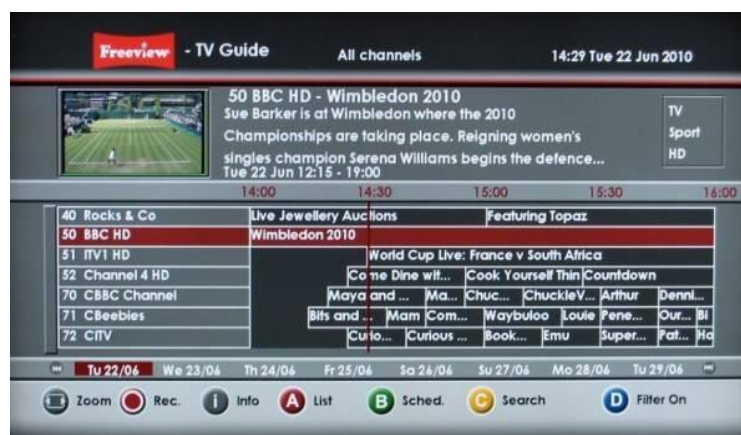 Freeview - TV Guide All channels 14:29 Tue 22 Jun 2010
50 BBC HD - Wimbledon 2010
Sue Barker is at Wimbledon where the 2010
Championships are taking place. Reigning women's
singles champion Serena Williams begins the defence...
Tue 22 Jun 12:15 - 19:00
TV
Sport
HD
14:00 14:30 15:00 15:30 16:00
40 Rocks & Co Live Jewellery Auctions Featuring Topaz
50 BBC HD Wimbledon 2010
51 ITV1 HD World Cup Live: France v South Africa
52 Channel 4 HD Come Dine wit... Cook Yourself Thin Countdown
70 CBBC Channel Maya and ... Ma... Chuc... ChuckleV... Arthur Denni...
71 CBeebies Bits and ... Mam Com... Waybuloo Louie Pene... Our... Bi
72 CITV Curio... Curious ... Book... Emu Super... Pat... Ho
Tu 22/06 We 23/06 Th 24/06 Fr 25/06 Sa 26/06 Su 27/06 Mo 28/06 Tu 29/06
Zoom Rec. i Info A List B Sched. C Search D Filter On